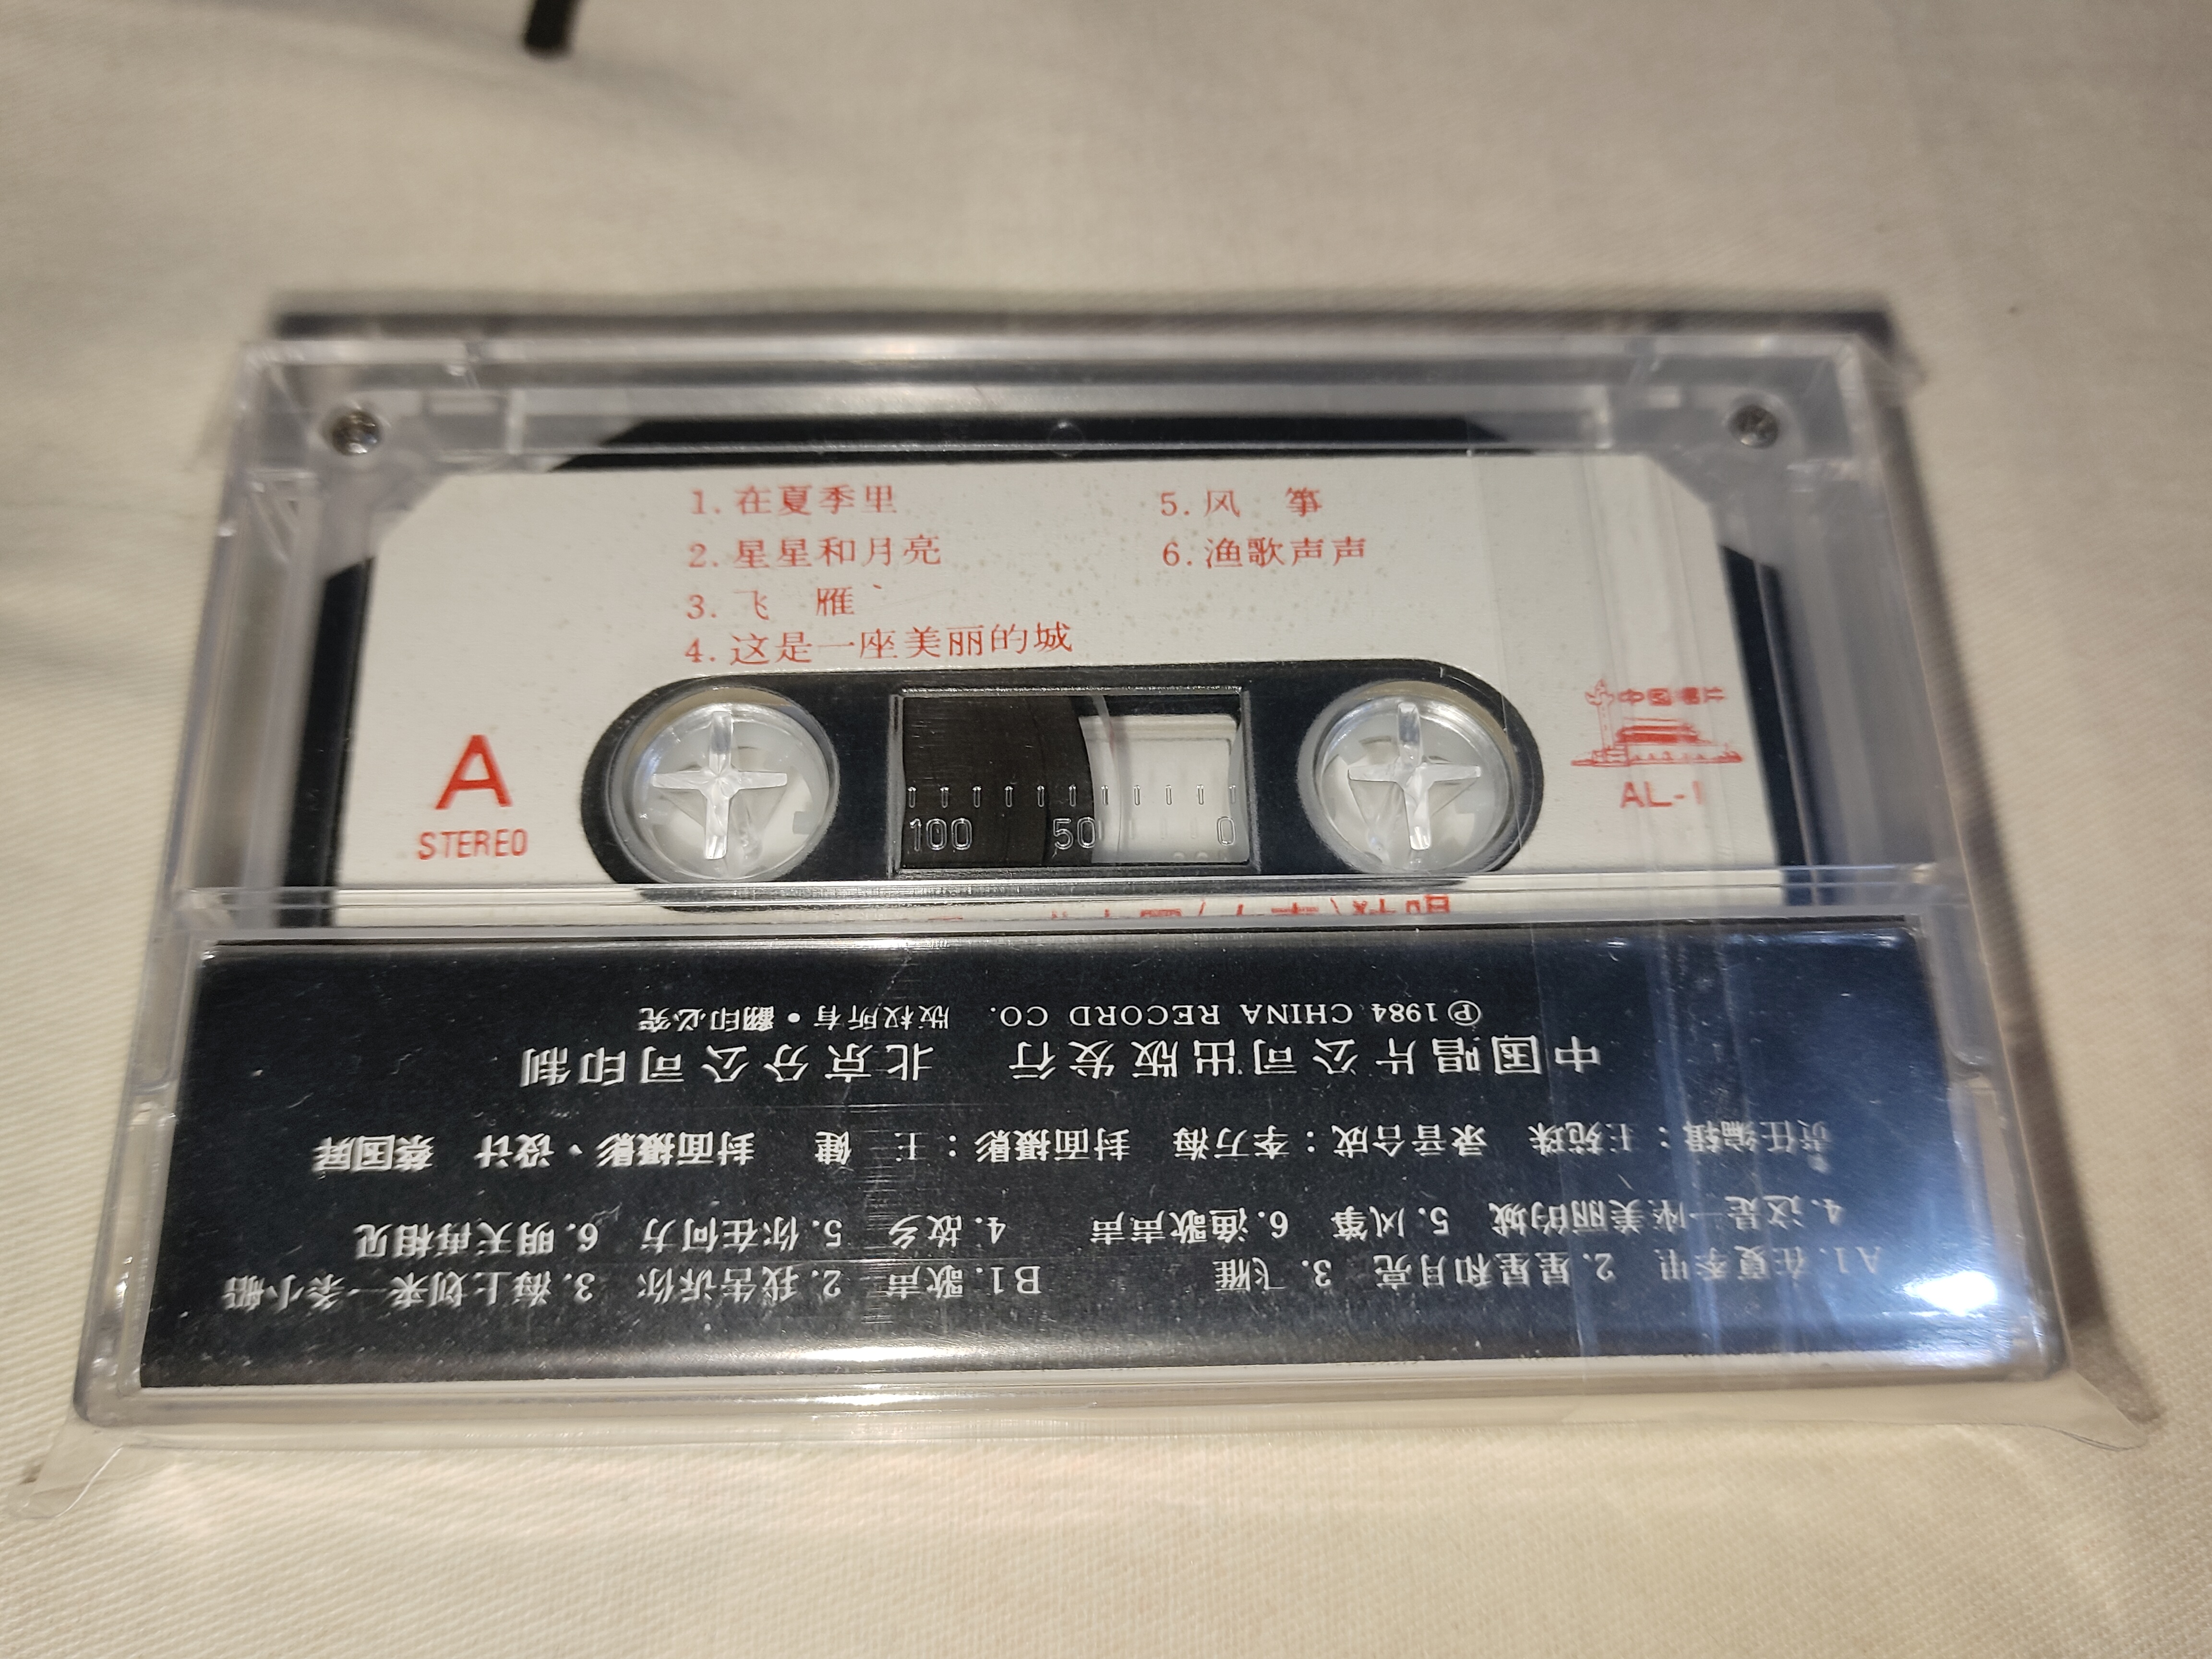 1. 在夏季里
2. 星星和月亮
3. 飞 雁
4. 这是一座美丽的城
5. 风 筝
6. 渔歌声声
A
STEREO
中国唱片
AL-1
100 50 0
A1. 在夏季里 2. 星星和月亮 3. 飞雁
4. 这是一座美丽的城 5. 风筝 6. 渔歌声声
B1. 歌声 2. 我告诉你 3. 海上划来一条小船
4. 故乡 5. 你在何方 6. 明天再相见
责任编辑：王苑珠 录音合成：李万海 封面摄影：王 健 封面摄影、设计 蔡国屏
中国唱片公司出版发行 北京分公司印制
Ⓟ1984 CHINA RECORD CO. 版权所有•翻印必究